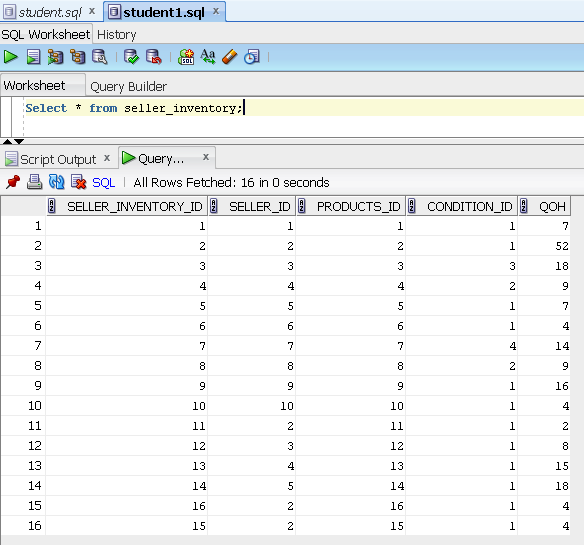 student.sql x student1.sql x
SQL Worksheet History
Worksheet Query Builder
Select * from seller_inventory;
Script Output x Query... x
SQL All Rows Fetched: 16 in 0 seconds
SELLER_INVENTORY_ID SELLER_ID PRODUCTS_ID CONDITION_ID QOH
1 1 1 1 1 7
2 2 2 2 1 52
3 3 3 3 3 18
4 4 4 4 2 9
5 5 5 5 1 7
6 6 6 6 1 4
7 7 7 7 4 14
8 8 8 8 2 9
9 9 9 9 1 16
10 10 10 10 1 4
11 11 2 11 1 2
12 12 3 12 1 8
13 13 4 13 1 15
14 14 5 14 1 18
15 16 2 16 1 4
16 15 2 15 1 4